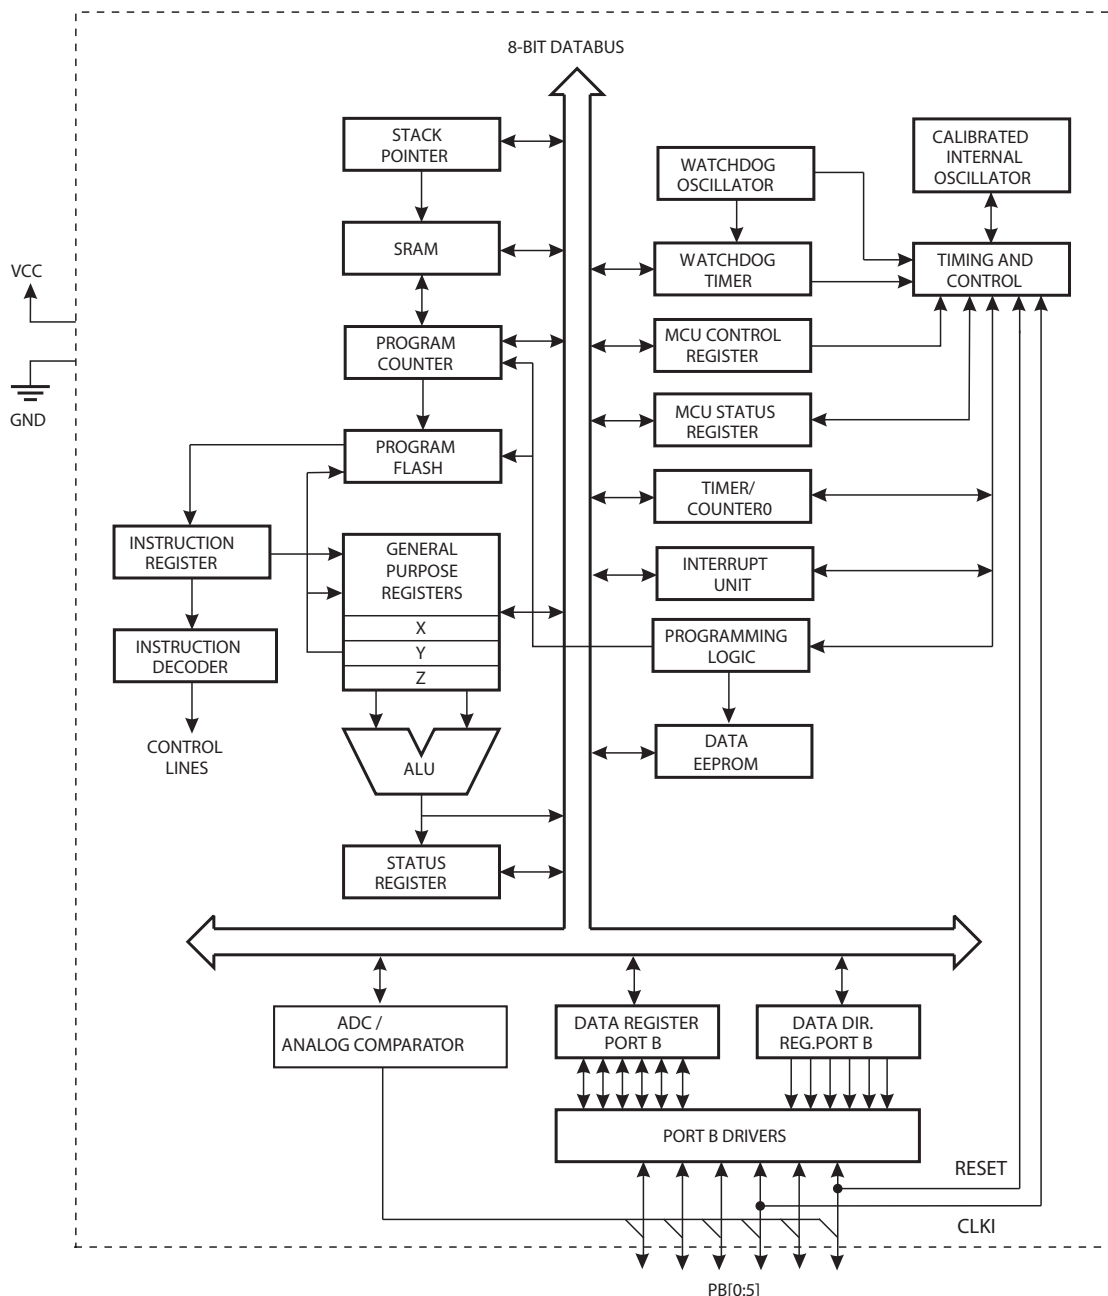 8-BIT DATABUS
STACK
POINTER
SRAM
PROGRAM
COUNTER
PROGRAM
FLASH
INSTRUCTION
REGISTER
INSTRUCTION
DECODER
CONTROL
LINES
GENERAL
PURPOSE
REGISTERS
X
Y
Z
ALU
STATUS
REGISTER
VCC
GND
WATCHDOG
OSCILLATOR
WATCHDOG
TIMER
MCU CONTROL
REGISTER
MCU STATUS
REGISTER
TIMER/
COUNTER0
INTERRUPT
UNIT
PROGRAMMING
LOGIC
DATA
EEPROM
CALIBRATED
INTERNAL
OSCILLATOR
TIMING AND
CONTROL
ADC /
ANALOG COMPARATOR
DATA REGISTER
PORT B
DATA DIR.
REG.PORT B
PORT B DRIVERS
RESET
CLKI
PB[0:5]